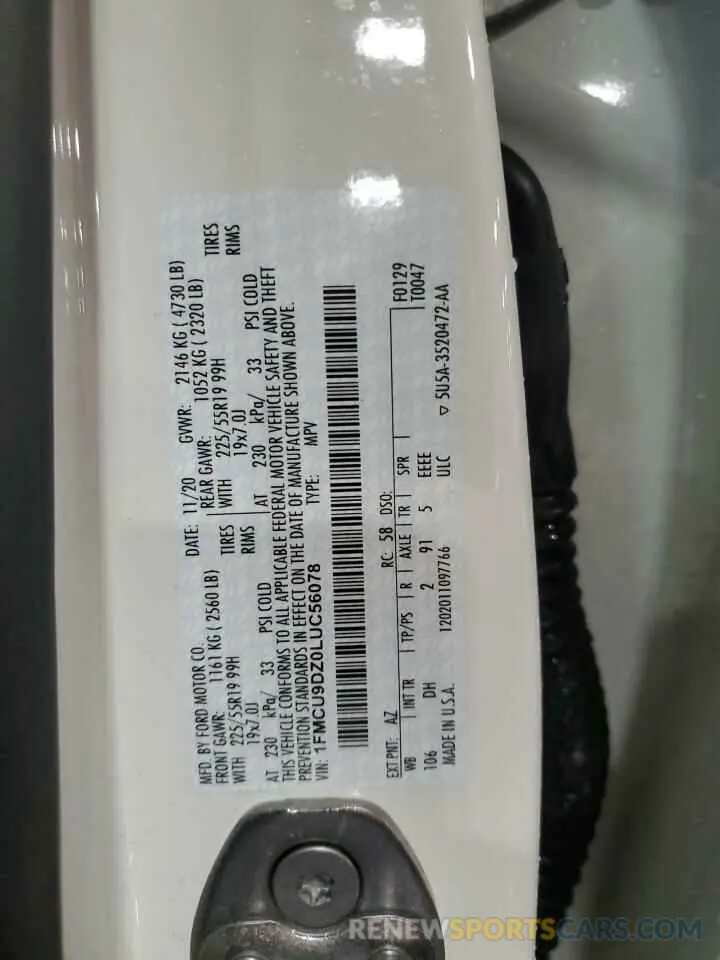 MFD. BY FORD MOTOR CO.
DATE: 11/20 GVWR: 2146 KG ( 4730 LB)
FRONT GAWR: 1161 KG ( 2560 LB) REAR GAWR: 1052 KG ( 2320 LB)
WITH 225/55R19 99H TIRES WITH 225/55R19 99H TIRES
19x7.0J RIMS 19x7.0J RIMS
AT 230 kPa/ 33 PSI COLD AT 230 kPa/ 33 PSI COLD
THIS VEHICLE CONFORMS TO ALL APPLICABLE FEDERAL MOTOR VEHICLE SAFETY AND THEFT
PREVENTION STANDARDS IN EFFECT ON THE DATE OF MANUFACTURE SHOWN ABOVE.
VIN: 1FMCU9DZ0LUC56078 TYPE: MPV
EXT PNT: AZ RC: 58 DSO: F0129
WB INT TR TP/PS R AXLE TR SPR T0047
106 DH 2 91 5 EEEE
MADE IN U.S.A. 1202011097766 ULC 5U5A-3520472-AA
RENEWSPORTSCARS.COM